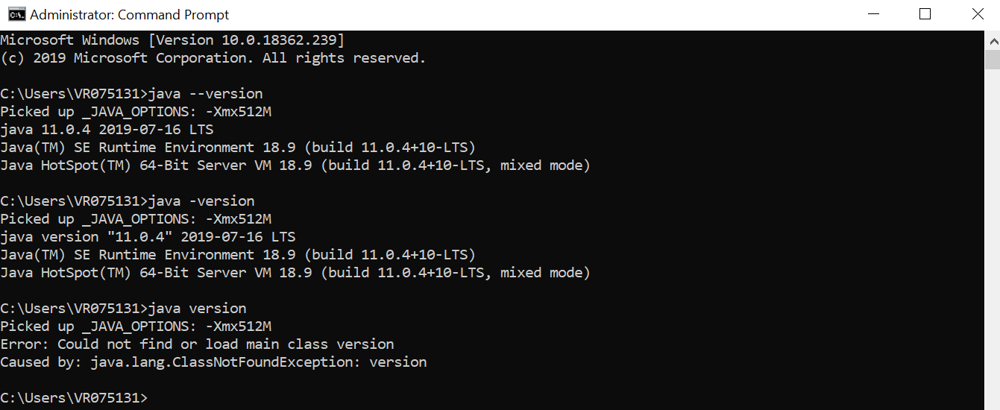 Administrator: Command Prompt
Microsoft Windows [Version 10.0.18362.239]
(c) 2019 Microsoft Corporation. All rights reserved.
C:\Users\VR075131>java --version
Picked up _JAVA_OPTIONS: -Xmx512M
java 11.0.4 2019-07-16 LTS
Java(TM) SE Runtime Environment 18.9 (build 11.0.4+10-LTS)
Java HotSpot(TM) 64-Bit Server VM 18.9 (build 11.0.4+10-LTS, mixed mode)
C:\Users\VR075131>java -version
Picked up _JAVA_OPTIONS: -Xmx512M
java version "11.0.4" 2019-07-16 LTS
Java(TM) SE Runtime Environment 18.9 (build 11.0.4+10-LTS)
Java HotSpot(TM) 64-Bit Server VM 18.9 (build 11.0.4+10-LTS, mixed mode)
C:\Users\VR075131>java version
Picked up _JAVA_OPTIONS: -Xmx512M
Error: Could not find or load main class version
Caused by: java.lang.ClassNotFoundException: version
C:\Users\VR075131>